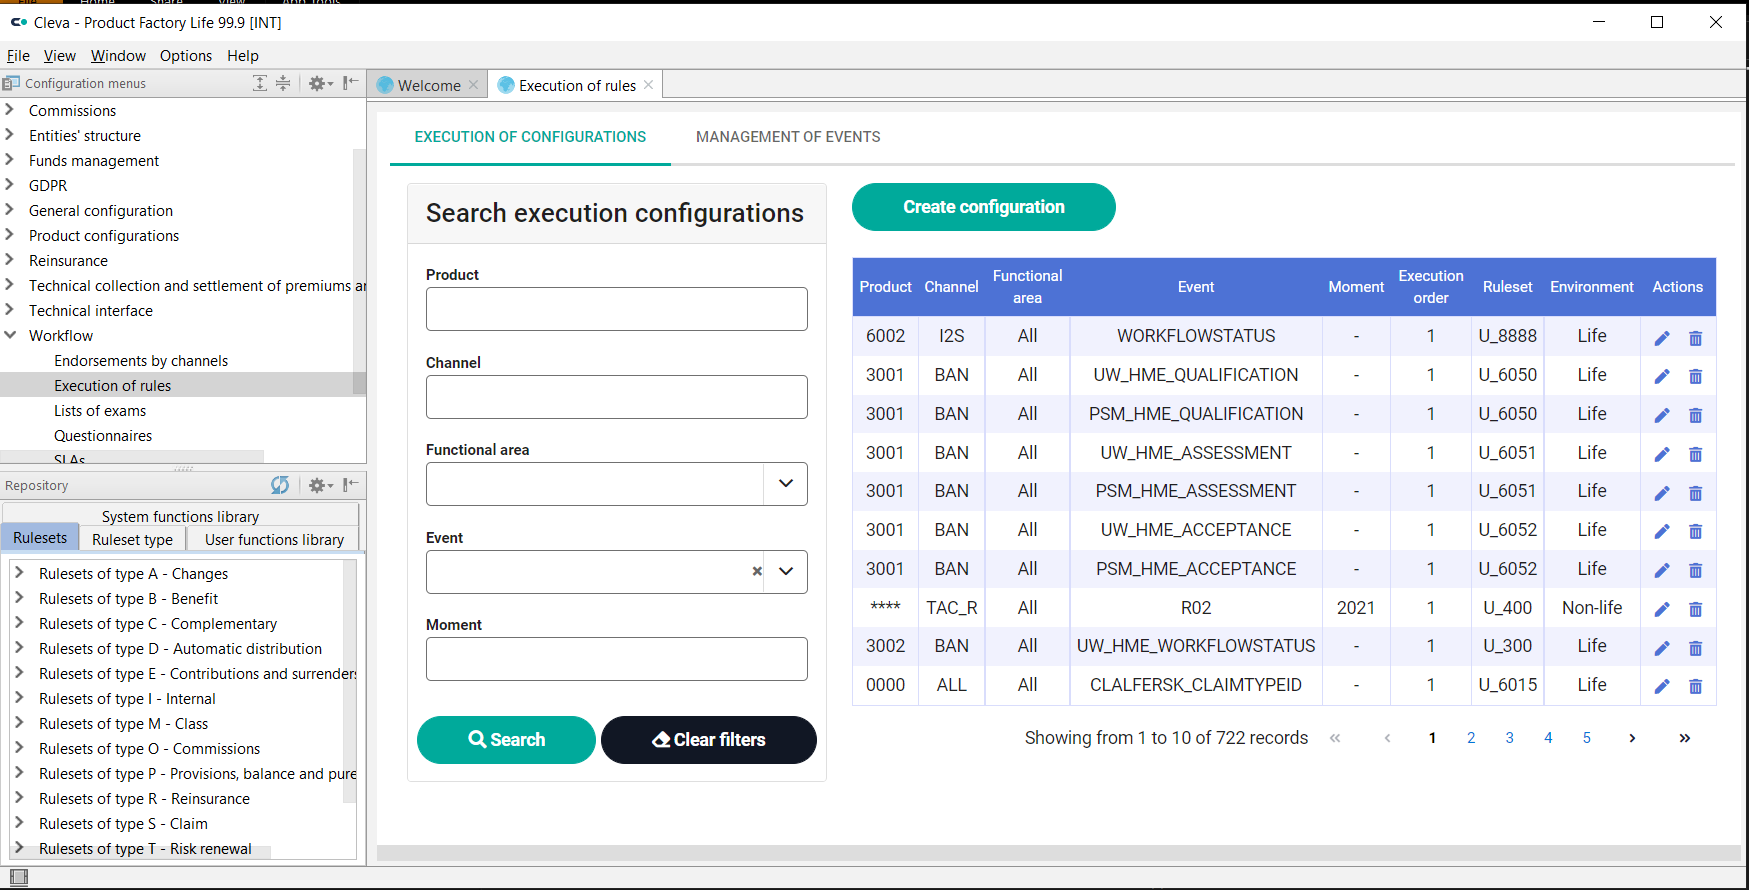 Cleva - Product Factory Life 99.9 [INT]
File View Window Options Help
Configuration menus
Commissions
Entities' structure
Funds management
GDPR
General configuration
Product configurations
Reinsurance
Technical collection and settlement of premiums ar
Technical interface
Workflow
Endorsements by channels
Execution of rules
Lists of exams
Questionnaires
SLAs
Repository
System functions library
Rulesets Ruleset type User functions library
Rulesets of type A - Changes
Rulesets of type B - Benefit
Rulesets of type C - Complementary
Rulesets of type D - Automatic distribution
Rulesets of type E - Contributions and surrenders
Rulesets of type I - Internal
Rulesets of type M - Class
Rulesets of type O - Commissions
Rulesets of type P - Provisions, balance and pure
Rulesets of type R - Reinsurance
Rulesets of type S - Claim
Rulesets of type T - Risk renewal
Welcome Execution of rules
EXECUTION OF CONFIGURATIONS MANAGEMENT OF EVENTS
Search execution configurations
Product
Channel
Functional area
Event
Moment
Search Clear filters
Create configuration
Product Channel Functional area Event Moment Execution order Ruleset Environment Actions
6002 I2S All WORKFLOWSTATUS - 1 U_8888 Life
3001 BAN All UW_HME_QUALIFICATION - 1 U_6050 Life
3001 BAN All PSM_HME_QUALIFICATION - 1 U_6050 Life
3001 BAN All UW_HME_ASSESSMENT - 1 U_6051 Life
3001 BAN All PSM_HME_ASSESSMENT - 1 U_6051 Life
3001 BAN All UW_HME_ACCEPTANCE - 1 U_6052 Life
3001 BAN All PSM_HME_ACCEPTANCE - 1 U_6052 Life
**** TAC_R All R02 2021 1 U_400 Non-life
3002 BAN All UW_HME_WORKFLOWSTATUS - 1 U_300 Life
0000 ALL All CLALFERSK_CLAIMTYPEID - 1 U_6015 Life
Showing from 1 to 10 of 722 records « ‹ 1 2 3 4 5 › »